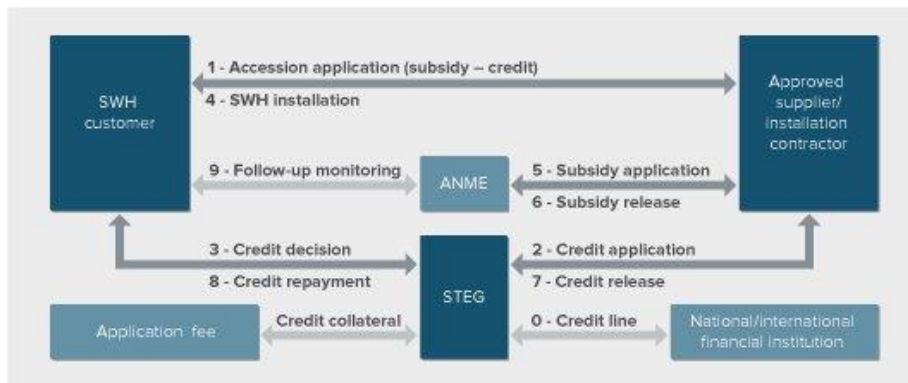 1 - Accession application (subsidy – credit)
SWH
customer
4 - SWH installation
Approved
supplier/
installation
contractor
9 - Follow-up monitoring
ANME
5 - Subsidy application
6 - Subsidy release
3 - Credit decision
8 - Credit repayment
STEG
2 - Credit application
7 - Credit release
Application fee
Credit collateral
0 - Credit line
National/international
financial institution